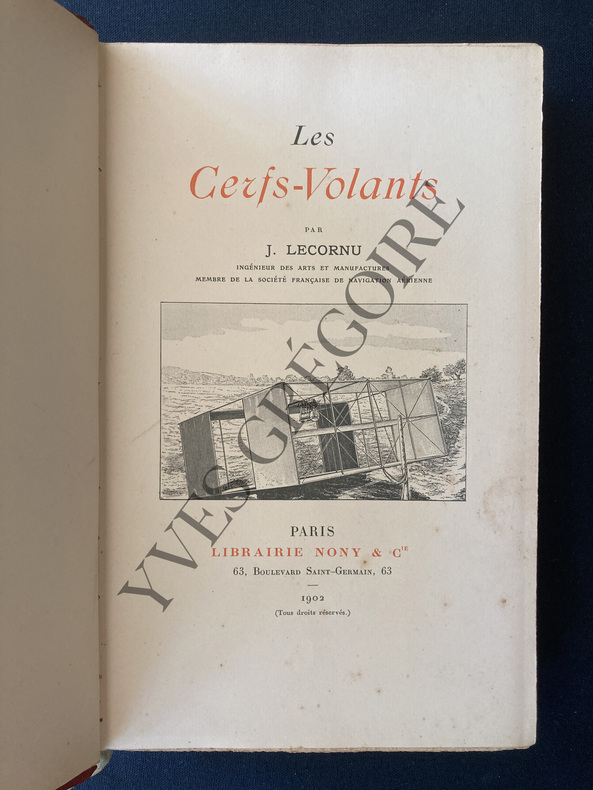 Les
Cerfs-Volants
PAR
J. LECORNU
INGÉNIEUR DES ARTS ET MANUFACTURES
MEMBRE DE LA SOCIÉTÉ FRANÇAISE DE NAVIGATION AÉRIENNE
PARIS
LIBRAIRIE NONY & CIE
63, BOULEVARD SAINT-GERMAIN, 63
1902
(Tous droits réservés.)
YVES GRÉGOIRE